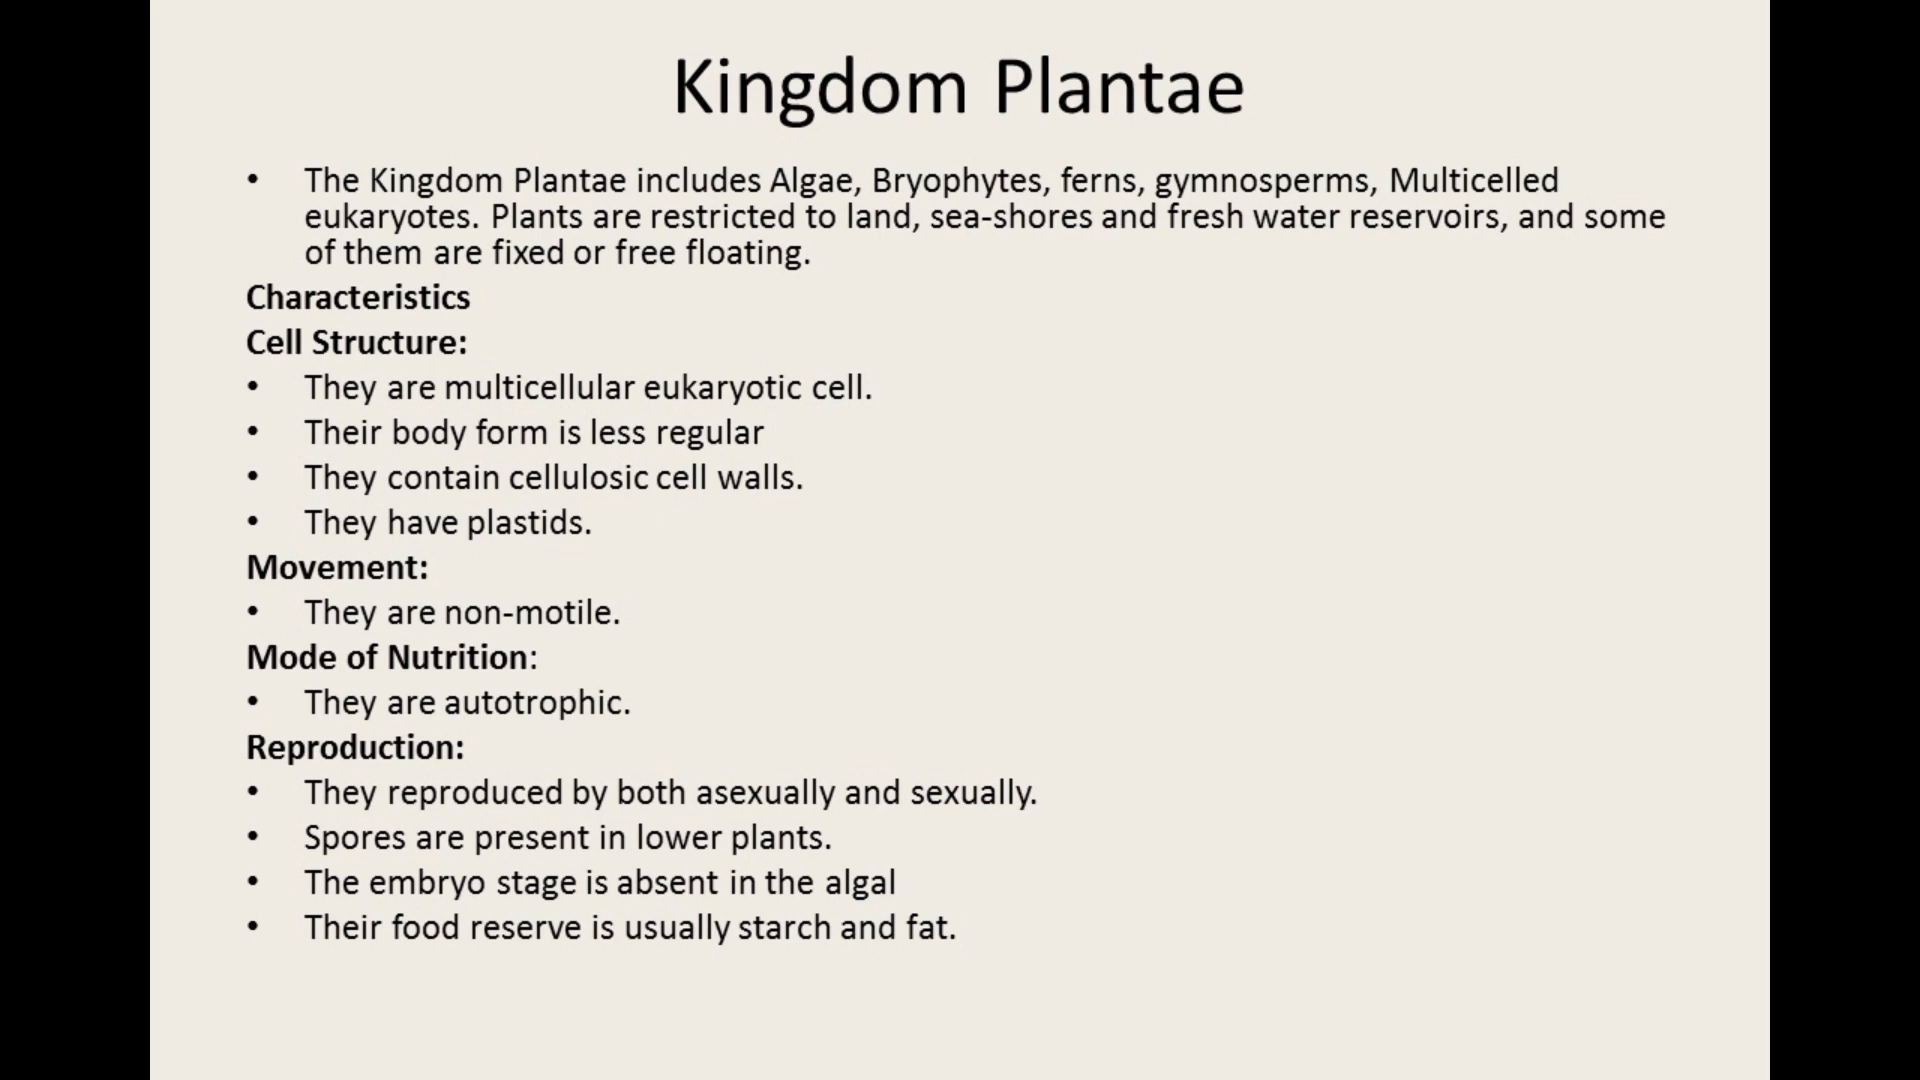 Kingdom Plantae
• The Kingdom Plantae includes Algae, Bryophytes, ferns, gymnosperms, Multicelled
eukaryotes. Plants are restricted to land, sea-shores and fresh water reservoirs, and some
of them are fixed or free floating.
Characteristics
Cell Structure:
• They are multicellular eukaryotic cell.
• Their body form is less regular
• They contain cellulosic cell walls.
• They have plastids.
Movement:
• They are non-motile.
Mode of Nutrition:
• They are autotrophic.
Reproduction:
• They reproduced by both asexually and sexually.
• Spores are present in lower plants.
• The embryo stage is absent in the algal
• Their food reserve is usually starch and fat.